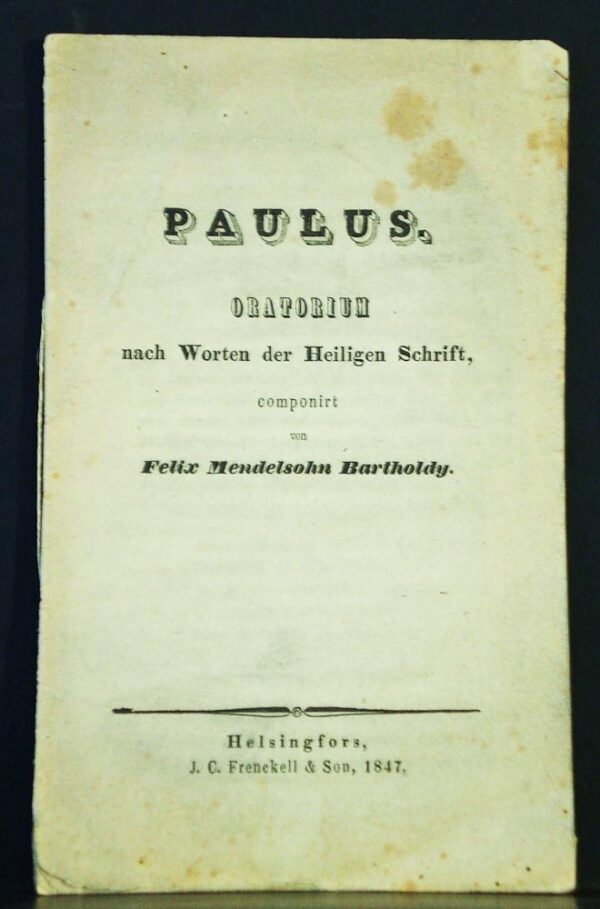 PAULUS.
ORATORIUM
nach Worten der Heiligen Schrift,
componirt
von
Felix Mendelsohn Bartholdy.
Helsingfors,
J. C. Frenckell & Son, 1847.